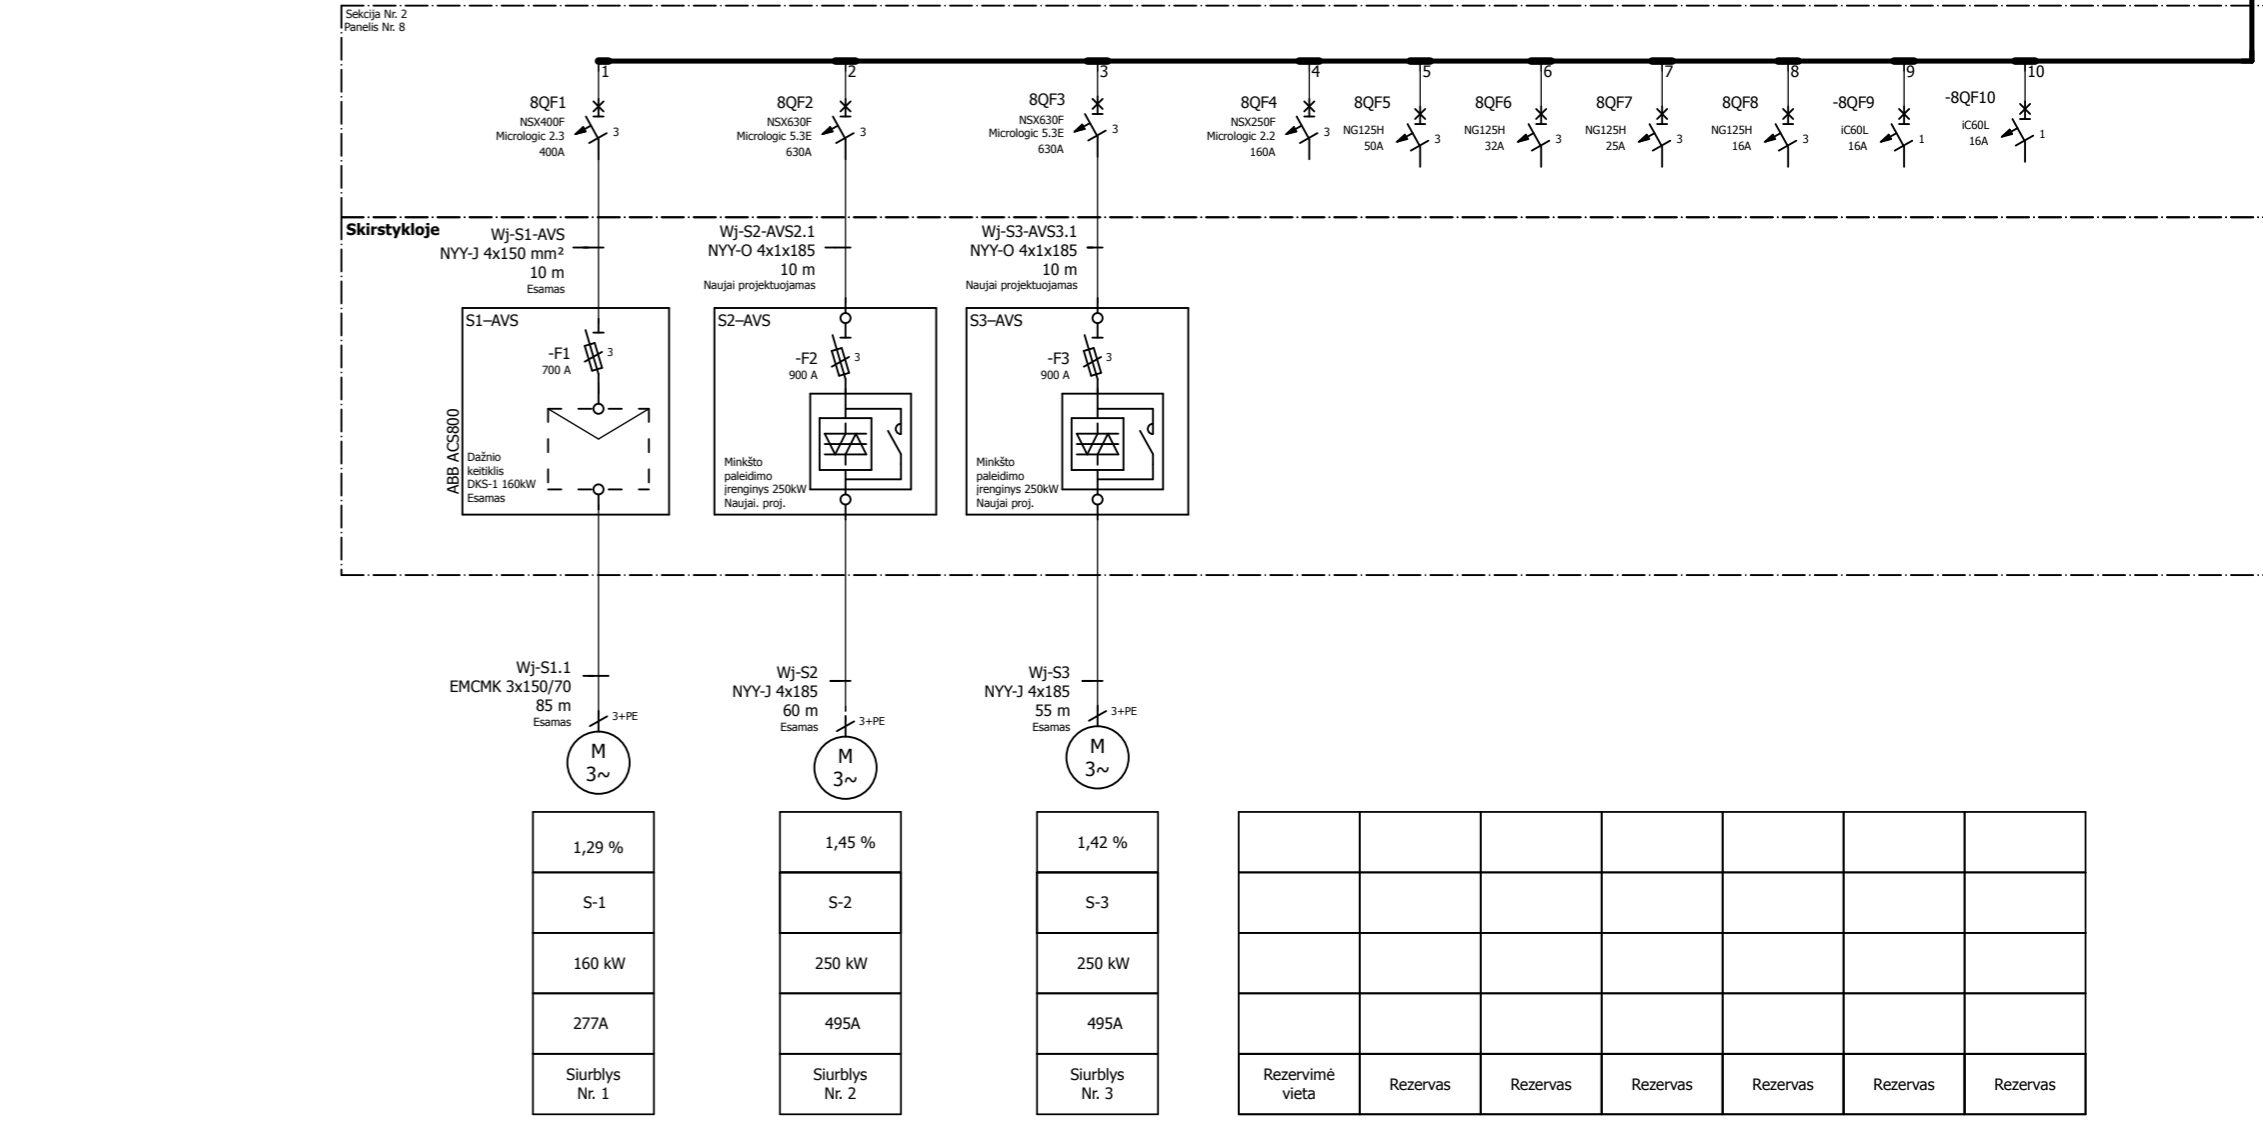 Sekcija Nr. 2
Panelis Nr. 8
1
2
3
4
5
6
7
8
9
10
8QF1
NSX400F
Micrologic 2.3
400A
3
8QF2
NSX630F
Micrologic 5.3E
630A
3
8QF3
NSX630F
Micrologic 5.3E
630A
3
8QF4
NSX250F
Micrologic 2.2
160A
3
8QF5
NG125H
50A
3
8QF6
NG125H
32A
3
8QF7
NG125H
25A
3
8QF8
NG125H
16A
3
-8QF9
iC60L
16A
1
-8QF10
iC60L
16A
1
Skirstykloje
Wj-S1-AVS
NYY-J 4x150 mm²
10 m
Esamas
Wj-S2-AVS2.1
NYY-O 4x1x185
10 m
Naujai projektuojamas
Wj-S3-AVS3.1
NYY-O 4x1x185
10 m
Naujai projektuojamas
S1–AVS
-F1
700 A
3
ABB ACS800
Dažnio
keitiklis
DKS-1 160kW
Esamas
S2–AVS
-F2
900 A
3
Minkšto
paleidimo
įrenginys 250kW
Naujai. proj.
S3–AVS
-F3
900 A
3
Minkšto
paleidimo
įrenginys 250kW
Naujai proj.
Wj-S1.1
EMCMK 3x150/70
85 m
Esamas
3+PE
M
3~
Wj-S2
NYY-J 4x185
60 m
Esamas
3+PE
M
3~
Wj-S3
NYY-J 4x185
55 m
Esamas
3+PE
M
3~
1,29 %
S-1
160 kW
277A
Siurblys
Nr. 1
1,45 %
S-2
250 kW
495A
Siurblys
Nr. 2
1,42 %
S-3
250 kW
495A
Siurblys
Nr. 3
Rezervimė
vieta
Rezervas
Rezervas
Rezervas
Rezervas
Rezervas
Rezervas